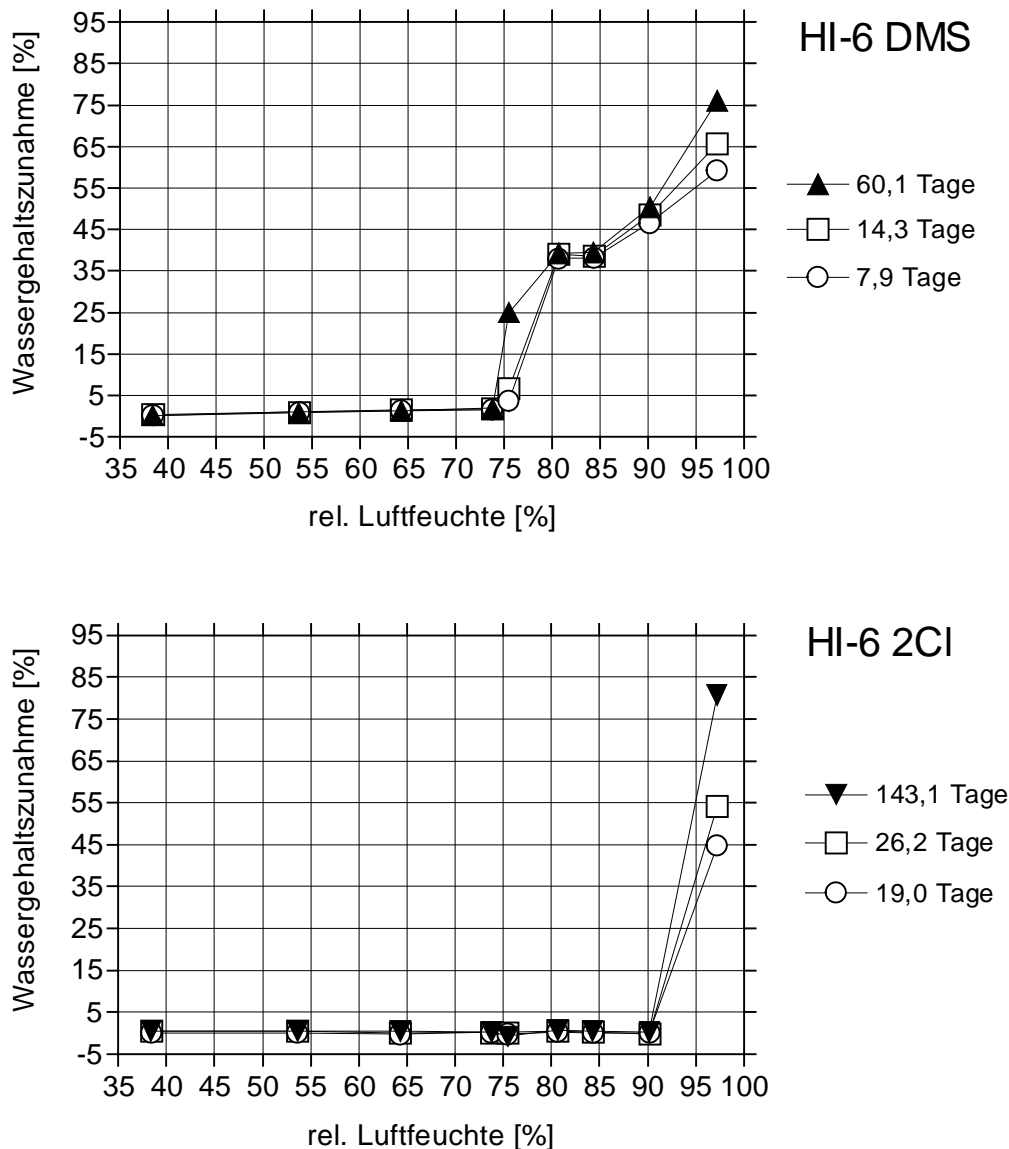 HI-6 DMS
Wassergehaltszunahme [%]
95
85
75
65
55
45
35
25
15
5
-5
35 40 45 50 55 60 65 70 75 80 85 90 95 100
rel. Luftfeuchte [%]
60,1 Tage
14,3 Tage
7,9 Tage
HI-6 2Cl
Wassergehaltszunahme [%]
95
85
75
65
55
45
35
25
15
5
-5
35 40 45 50 55 60 65 70 75 80 85 90 95 100
rel. Luftfeuchte [%]
143,1 Tage
26,2 Tage
19,0 Tage